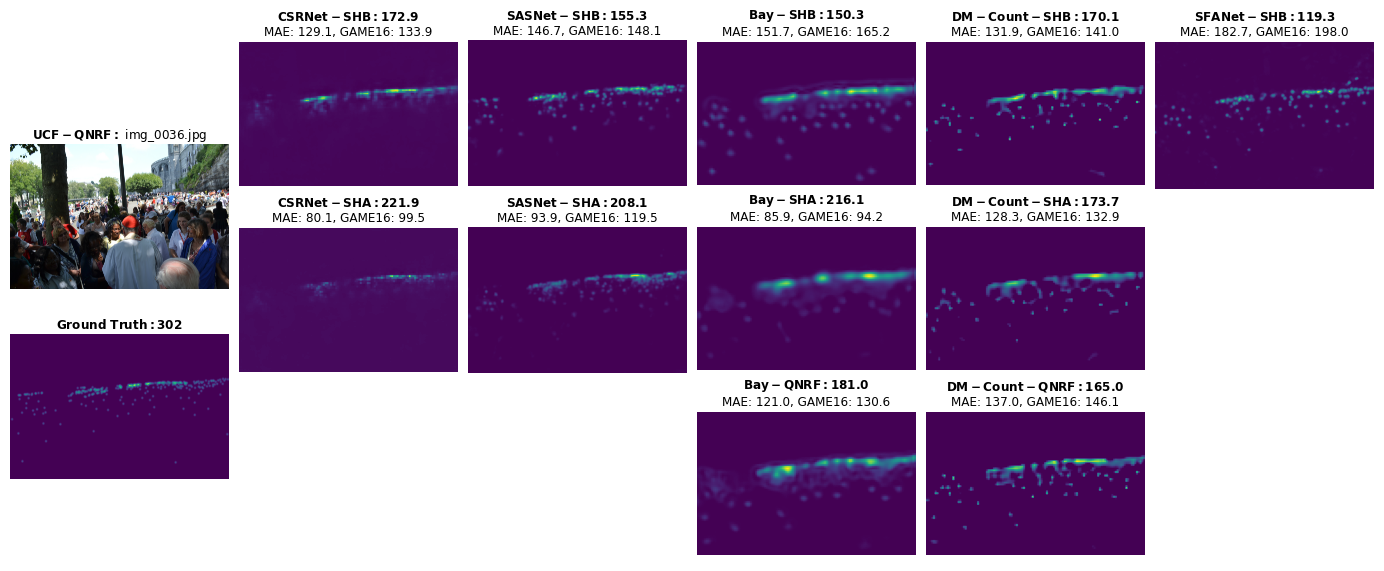 CSRNet − SHB : 172.9
MAE: 129.1, GAME16: 133.9
SASNet − SHB : 155.3
MAE: 146.7, GAME16: 148.1
Bay − SHB : 150.3
MAE: 151.7, GAME16: 165.2
DM − Count − SHB : 170.1
MAE: 131.9, GAME16: 141.0
SFANet − SHB : 119.3
MAE: 182.7, GAME16: 198.0
UCF − QNRF : img_0036.jpg
CSRNet − SHA : 221.9
MAE: 80.1, GAME16: 99.5
SASNet − SHA : 208.1
MAE: 93.9, GAME16: 119.5
Bay − SHA : 216.1
MAE: 85.9, GAME16: 94.2
DM − Count − SHA : 173.7
MAE: 128.3, GAME16: 132.9
Ground Truth : 302
Bay − QNRF : 181.0
MAE: 121.0, GAME16: 130.6
DM − Count − QNRF : 165.0
MAE: 137.0, GAME16: 146.1